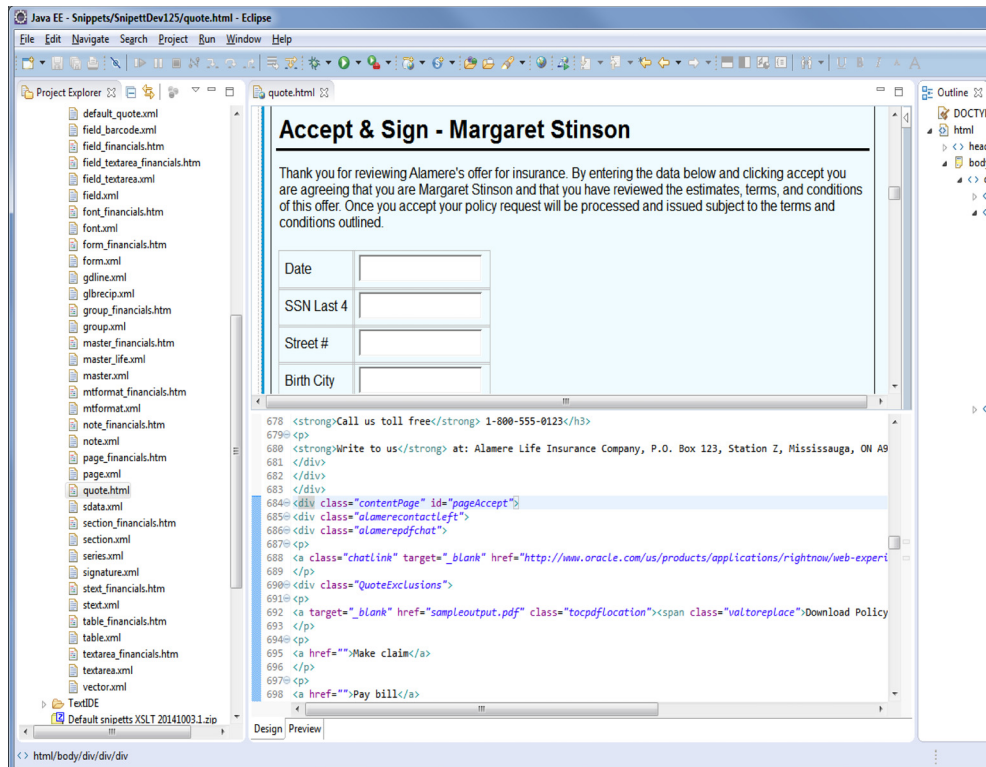 Java EE - Snippets/SnipettDev125/quote.html - Eclipse
File Edit Navigate Search Project Run Window Help
Project Explorer
default_quote.xml
field_barcode.xml
field_financials.htm
field_textarea_financials.htm
field_textarea.xml
field.xml
font_financials.htm
font.xml
form_financials.htm
form.xml
gdline.xml
glbrecip.xml
group_financials.htm
group.xml
master_financials.htm
master_life.xml
master.xml
mtformat_financials.htm
mtformat.xml
note_financials.htm
note.xml
page_financials.htm
page.xml
quote.html
sdata.xml
section_financials.htm
section.xml
series.xml
signature.xml
stext_financials.htm
stext.xml
table_financials.htm
table.xml
textarea_financials.htm
textarea.xml
vector.xml
TextIDE
Default snipetts XSLT 20141003.1.zip
quote.html
Accept & Sign - Margaret Stinson
Thank you for reviewing Alamere's offer for insurance. By entering the data below and clicking accept you
are agreeing that you are Margaret Stinson and that you have reviewed the estimates, terms, and conditions
of this offer. Once you accept your policy request will be processed and issued subject to the terms and
conditions outlined.
Date
SSN Last 4
Street #
Birth City
678 <strong>Call us toll free</strong> 1-800-555-0123</h3>
679 <p>
680 <strong>Write to us</strong> at: Alamere Life Insurance Company, P.O. Box 123, Station Z, Mississauga, ON A9
681 </div>
682 </div>
683 </div>
684 <div class="contentPage" id="pageAccept">
685 <div class="alamerecontactleft">
686 <div class="alamerepdfchat">
687 <p>
688 <a class="chatlink" target="_blank" href="http://www.oracle.com/us/products/applications/rightnow/web-experi
689 </p>
690 <div class="QuoteExclusions">
691 <p>
692 <a target="_blank" href="sampleoutput.pdf" class="tocpdflocation"><span class="valtoreplace">Download Policy
693 </p>
694 <p>
695 <a href="">Make claim</a>
696 </p>
697 <p>
698 <a href="">Pay bill</a>
Design Preview
Outline
DOCTY
html
<> head
body
<>
html/body/div/div/div